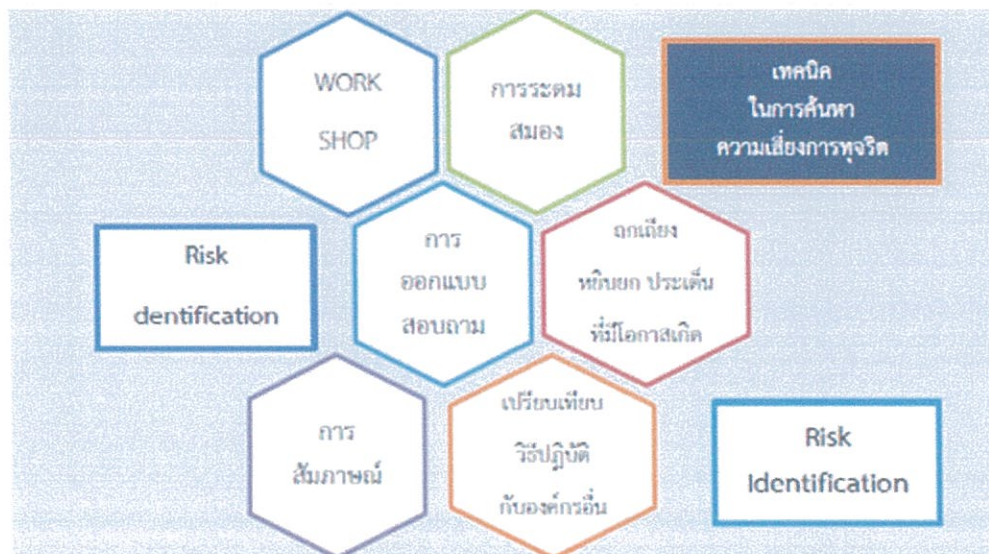 WORK
SHOP
การระดม
สมอง
เทคนิค
ในการค้นหา
ความเสี่ยงการทุจริต
Risk
dentification
การ
ออกแบบ
สอบถาม
ถกเถียง
หยิบยก ประเด็น
ที่มีโอกาสเกิด
การ
สัมภาษณ์
เปรียบเทียบ
วิธีปฏิบัติ
กับองค์กรอื่น
Risk
Identification